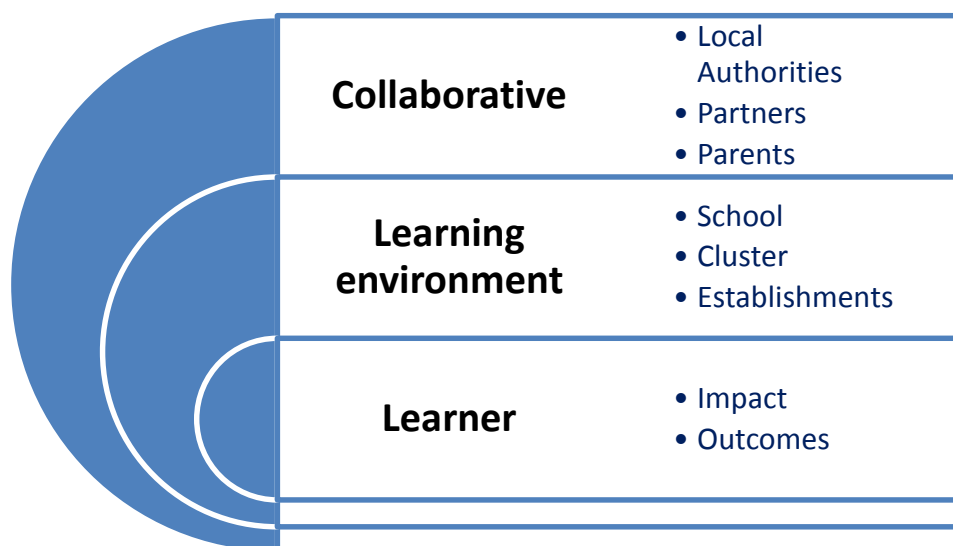 Collaborative
• Local
Authorities
• Partners
• Parents
Learning
environment
• School
• Cluster
• Establishments
Learner
• Impact
• Outcomes